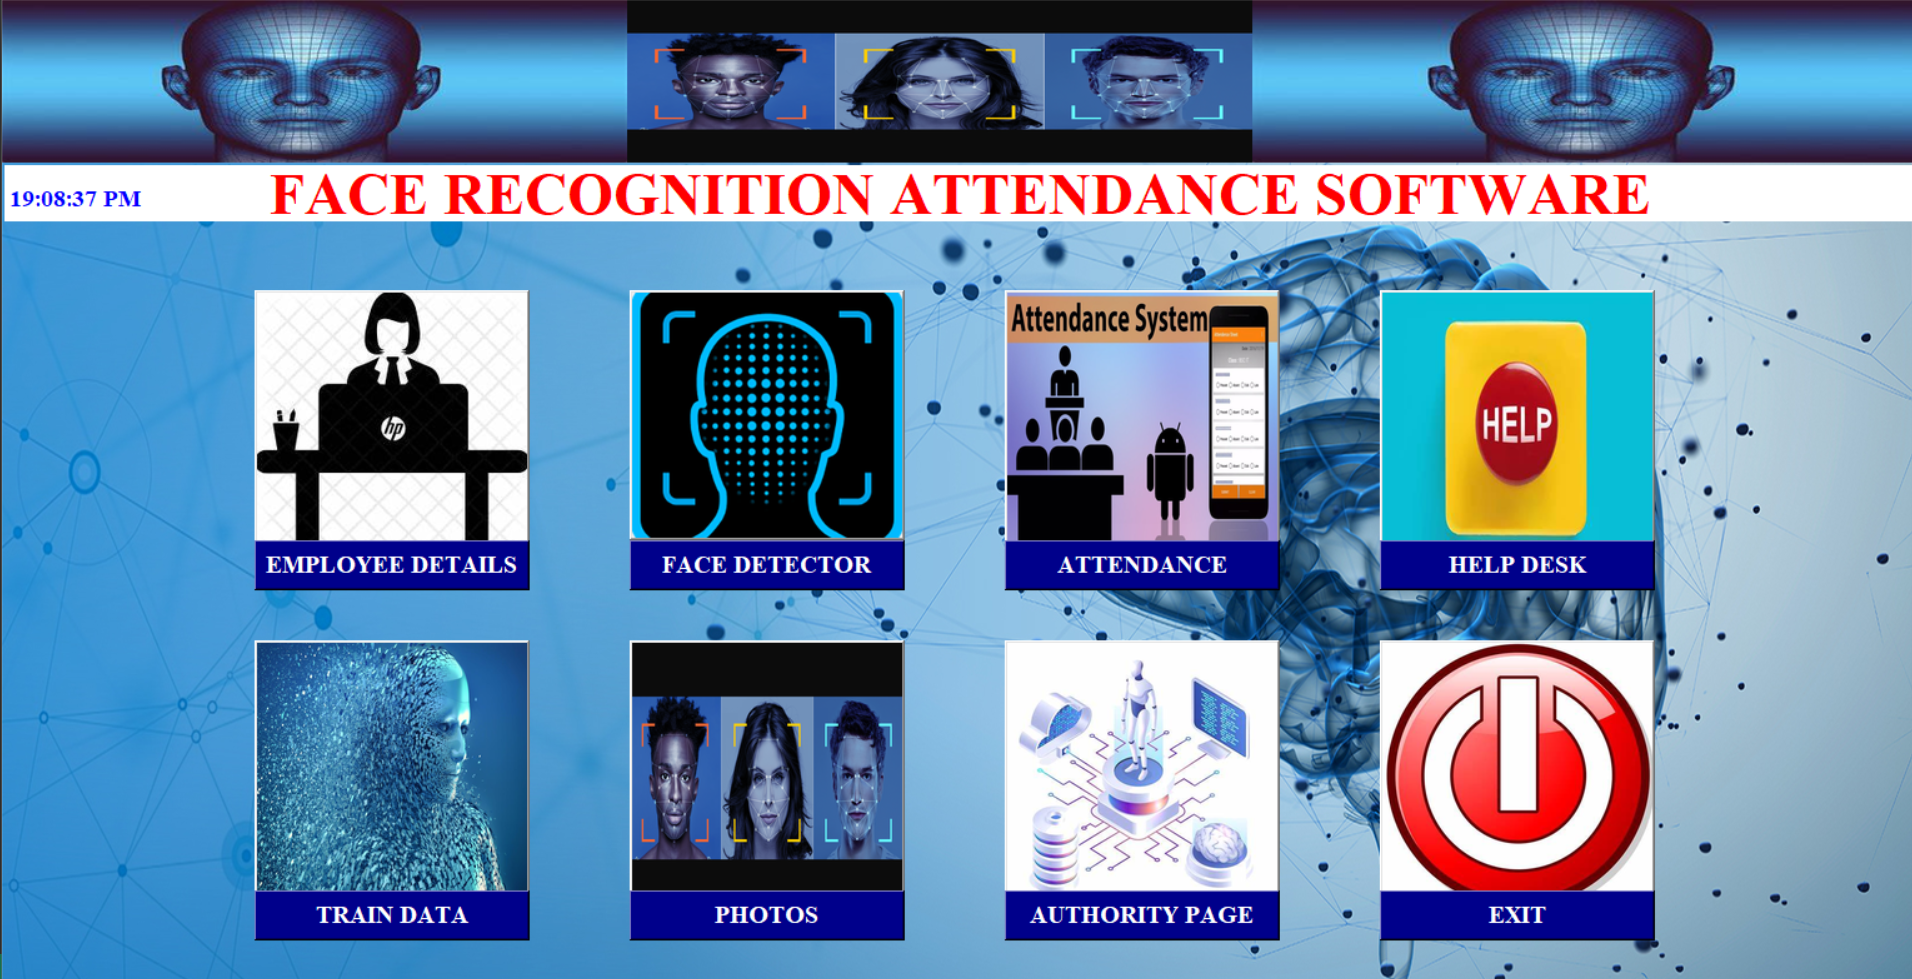 19:08:37 PM
FACE RECOGNITION ATTENDANCE SOFTWARE
hp
Attendance System
HELP
EMPLOYEE DETAILS
FACE DETECTOR
ATTENDANCE
HELP DESK
TRAIN DATA
PHOTOS
AUTHORITY PAGE
EXIT